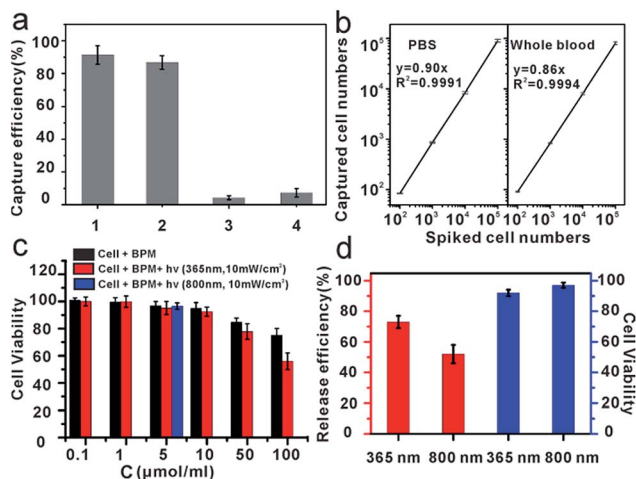 a
Capture efficiency(%)
100
80
60
40
20
0
1 2 3 4
b
Captured cell numbers
10⁵
10⁴
10³
10²
PBS
y=0.90x
R²=0.9991
Whole blood
y=0.86x
R²=0.9994
10² 10³ 10⁴ 10⁵ 10² 10³ 10⁴ 10⁵
Spiked cell numbers
c
Cell Viability
120
100
80
60
40
20
0
Cell + BPM
Cell + BPM+ hv (365nm,10mW/cm²)
Cell + BPM+ hv (800nm, 10mW/cm²)
0.1 1 5 10 50 100
C (μmol/ml)
d
Release efficiency(%)
100
80
60
40
20
0
365 nm 800 nm 365 nm 800 nm
100
80
60
40
20
0
Cell Viability